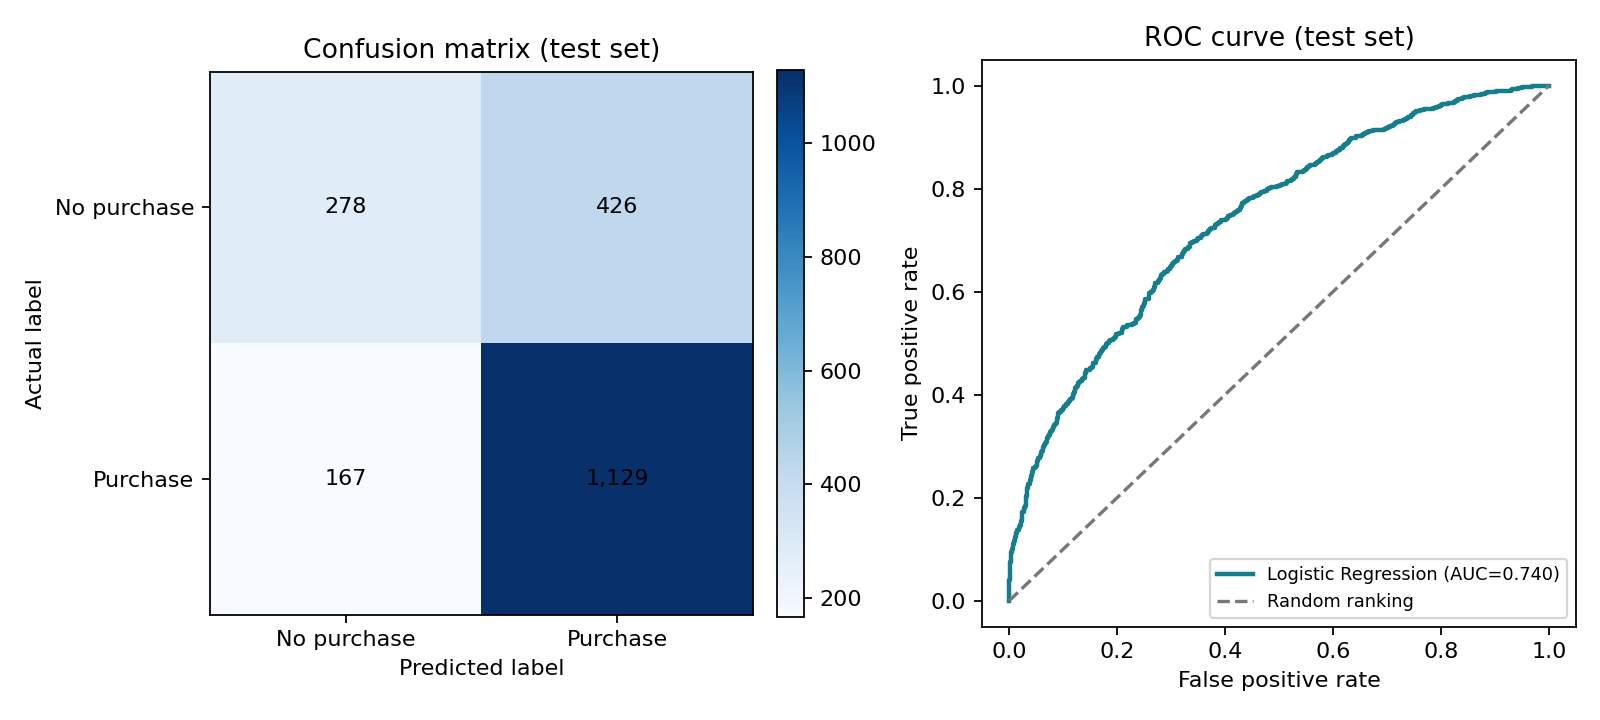 Confusion matrix (test set)
No purchase
Purchase
Actual label
278
426
167
1,129
No purchase
Purchase
Predicted label
1000
800
600
400
200
ROC curve (test set)
1.0
0.8
0.6
0.4
0.2
0.0
True positive rate
Logistic Regression (AUC=0.740)
Random ranking
0.0
0.2
0.4
0.6
0.8
1.0
False positive rate